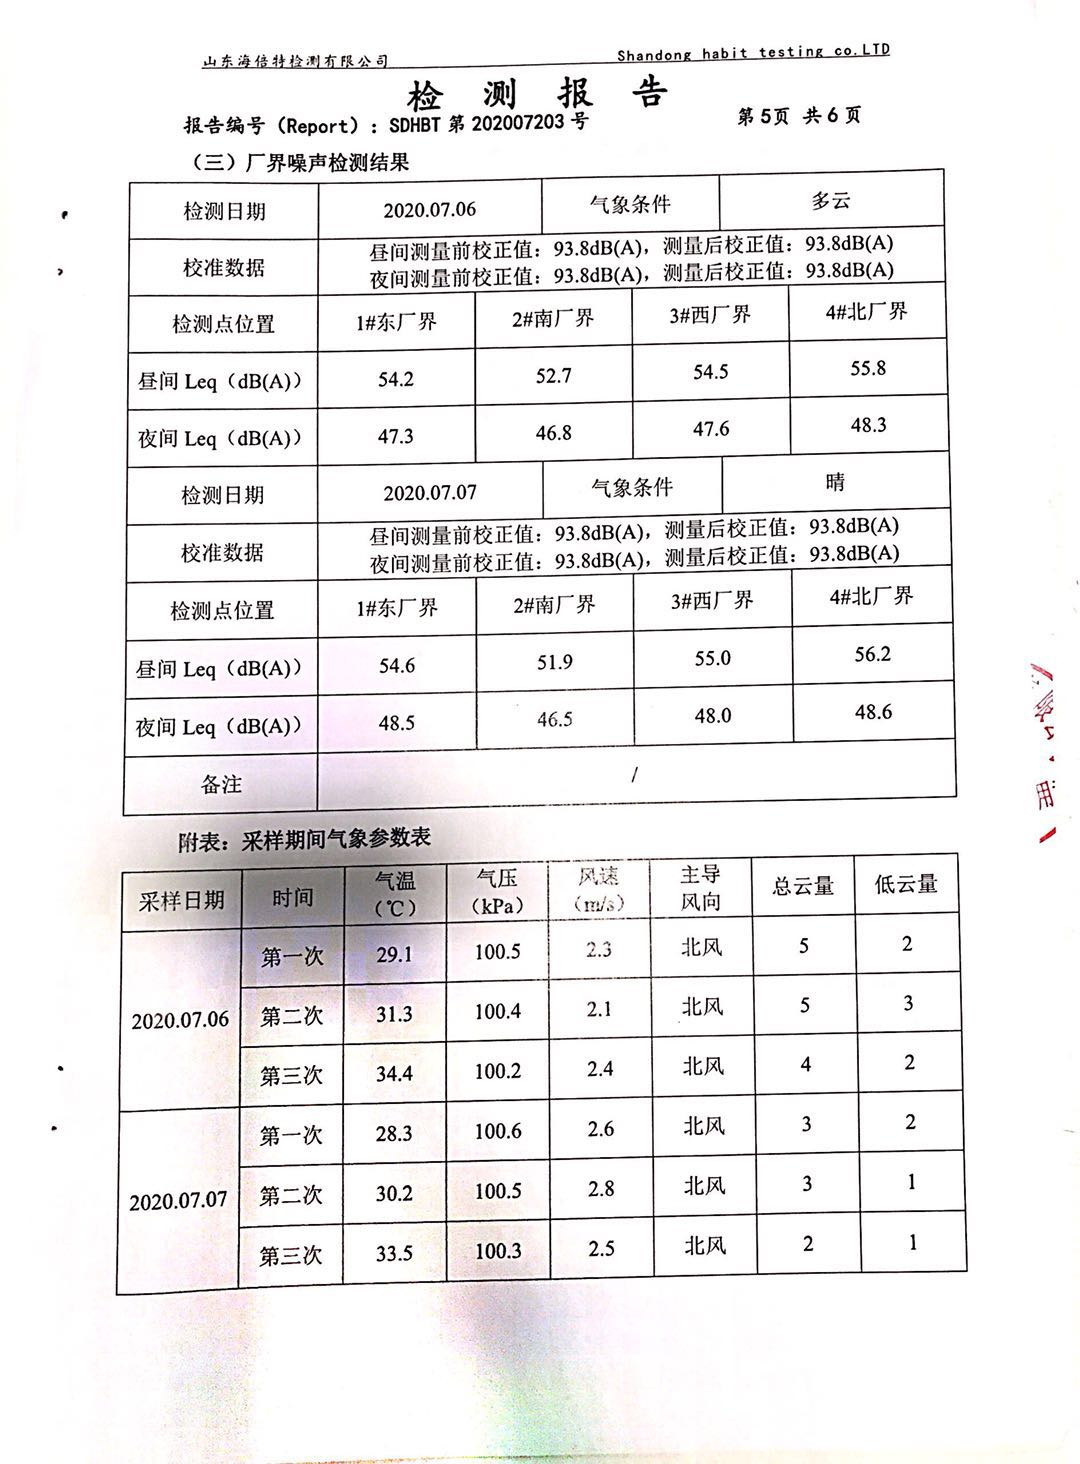 山东海倍特检测有限公司 Shandong habit testing co.LTD
检 测 报 告
报告编号（Report）: SDHBT 第 202007203 号 第 5页 共 6 页
（三）厂界噪声检测结果
检测日期 2020.07.06 气象条件 多云
校准数据 昼间测量前校正值：93.8dB(A)，测量后校正值：93.8dB(A)
夜间测量前校正值：93.8dB(A)，测量后校正值：93.8dB(A)
检测点位置 1#东厂界 2#南厂界 3#西厂界 4#北厂界
昼间 Leq（dB(A)） 54.2 52.7 54.5 55.8
夜间 Leq（dB(A)） 47.3 46.8 47.6 48.3
检测日期 2020.07.07 气象条件 晴
校准数据 昼间测量前校正值：93.8dB(A)，测量后校正值：93.8dB(A)
夜间测量前校正值：93.8dB(A)，测量后校正值：93.8dB(A)
检测点位置 1#东厂界 2#南厂界 3#西厂界 4#北厂界
昼间 Leq（dB(A)） 54.6 51.9 55.0 56.2
夜间 Leq（dB(A)） 48.5 46.5 48.0 48.6
备注 /
附表：采样期间气象参数表
采样日期 时间 气温（℃） 气压（kPa） 风速（m/s） 主导风向 总云量 低云量
2020.07.06 第一次 29.1 100.5 2.3 北风 5 2
第二次 31.3 100.4 2.1 北风 5 3
第三次 34.4 100.2 2.4 北风 4 2
2020.07.07 第一次 28.3 100.6 2.6 北风 3 2
第二次 30.2 100.5 2.8 北风 3 1
第三次 33.5 100.3 2.5 北风 2 1
用